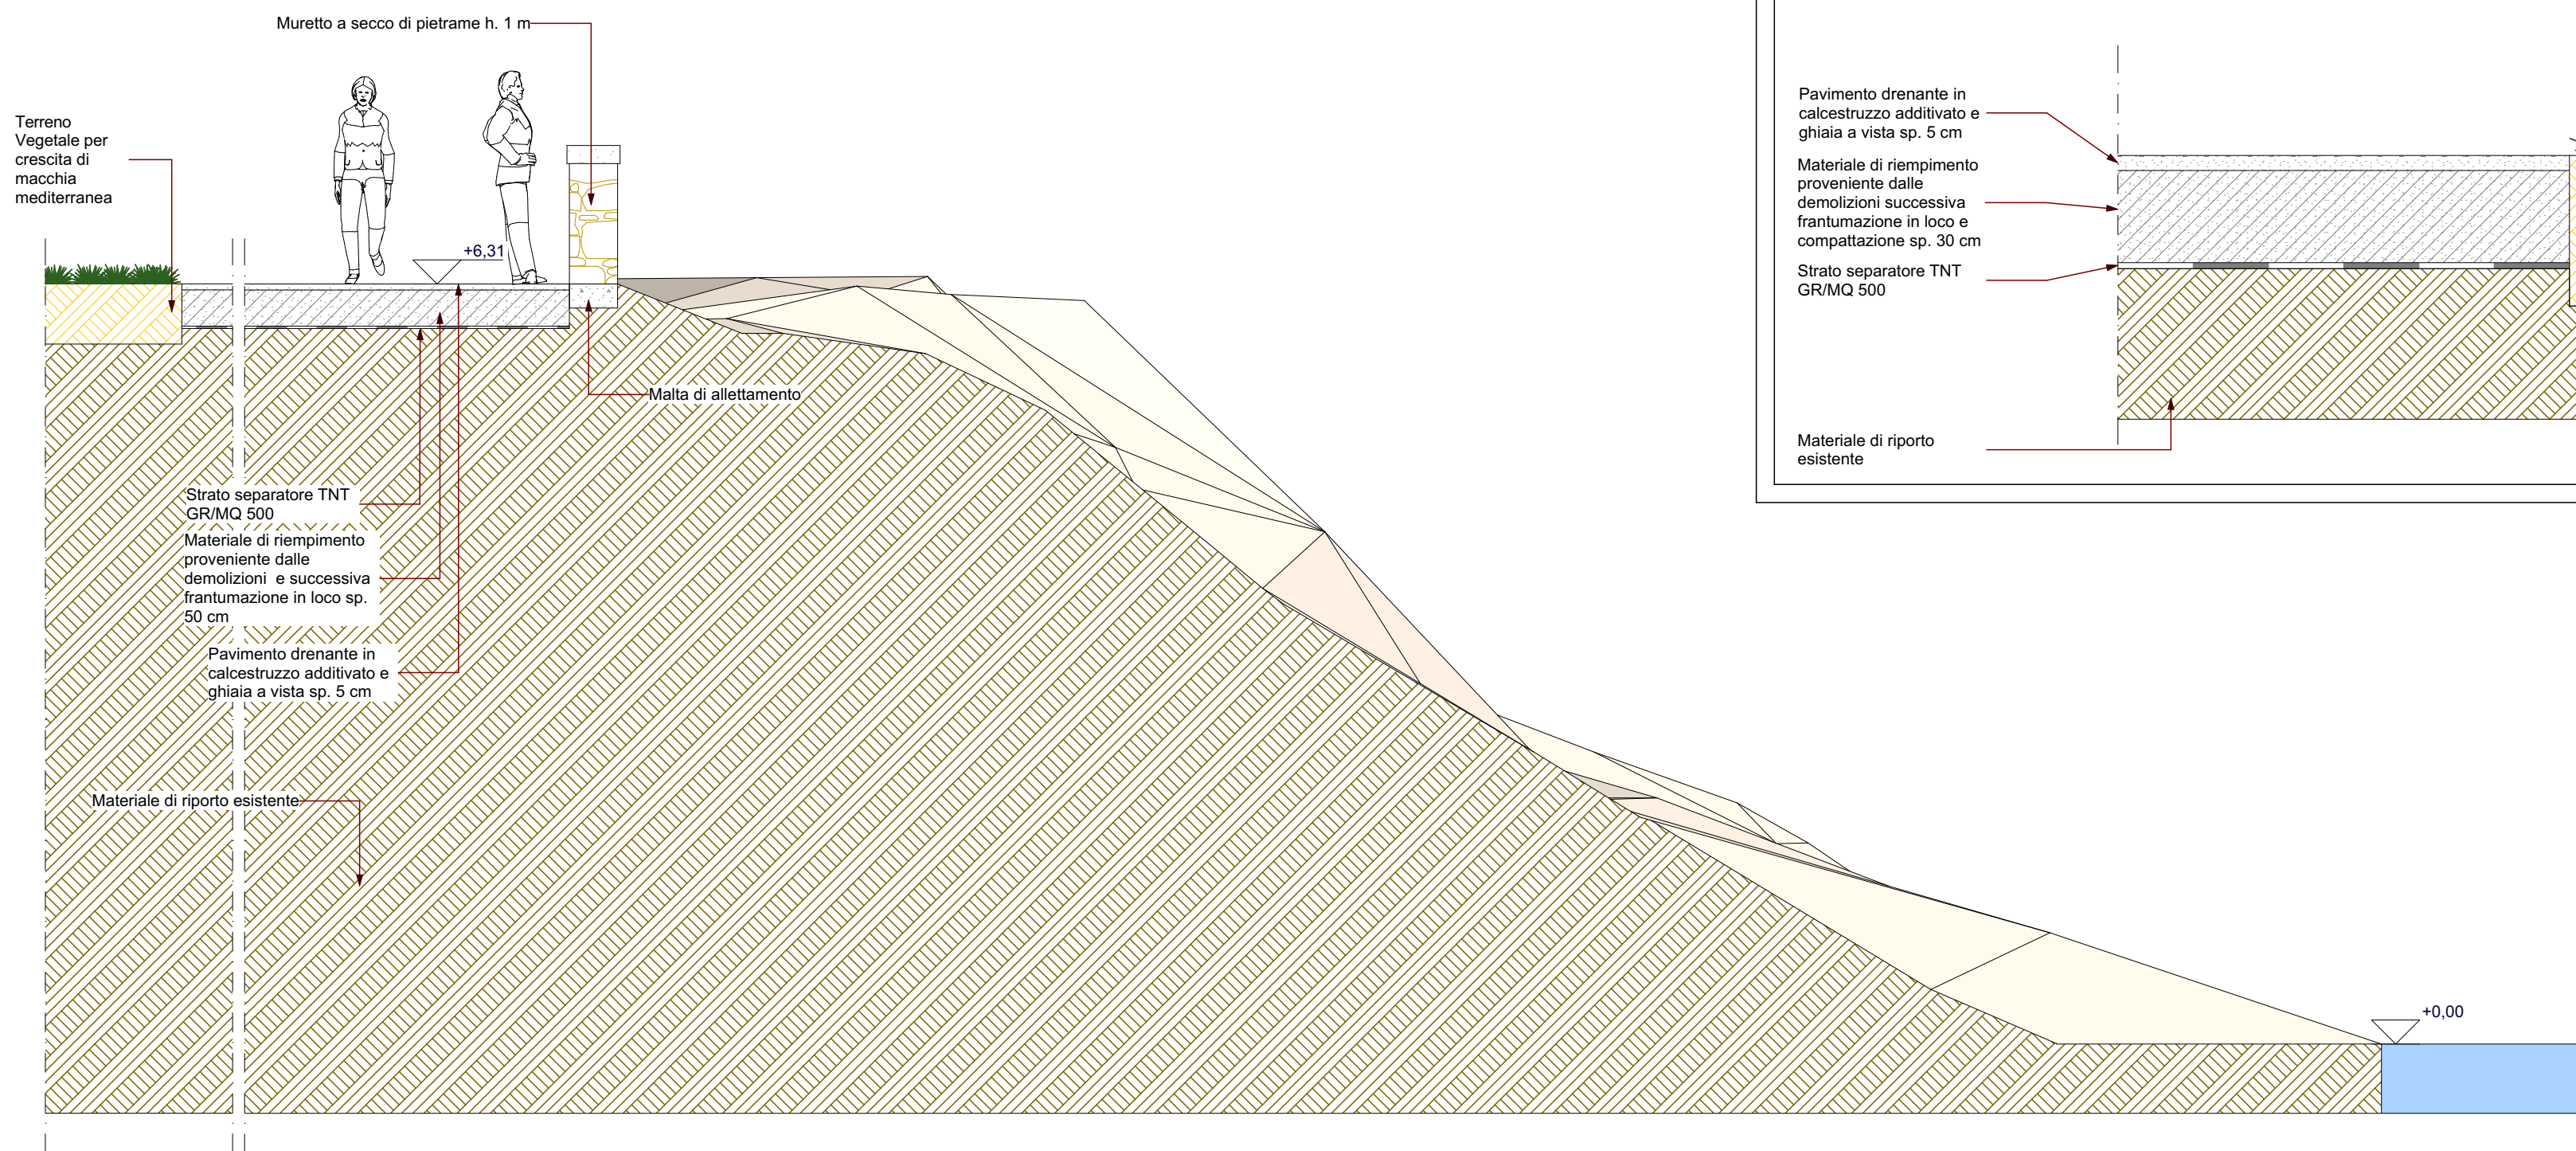 Muretto a secco di pietrame h. 1 m
Terreno
Vegetale per
crescita di
macchia
mediterranea
+6,31
Malta di allettamento
Strato separatore TNT
GR/MQ 500
Materiale di riempimento
proveniente dalle
demolizioni e successiva
frantumazione in loco sp.
50 cm
Pavimento drenante in
calcestruzzo additivato e
ghiaia a vista sp. 5 cm
Materiale di riporto esistente
+0,00
Pavimento drenante in
calcestruzzo additivato e
ghiaia a vista sp. 5 cm
Materiale di riempimento
proveniente dalle
demolizioni successiva
frantumazione in loco e
compattazione sp. 30 cm
Strato separatore TNT
GR/MQ 500
Materiale di riporto
esistente